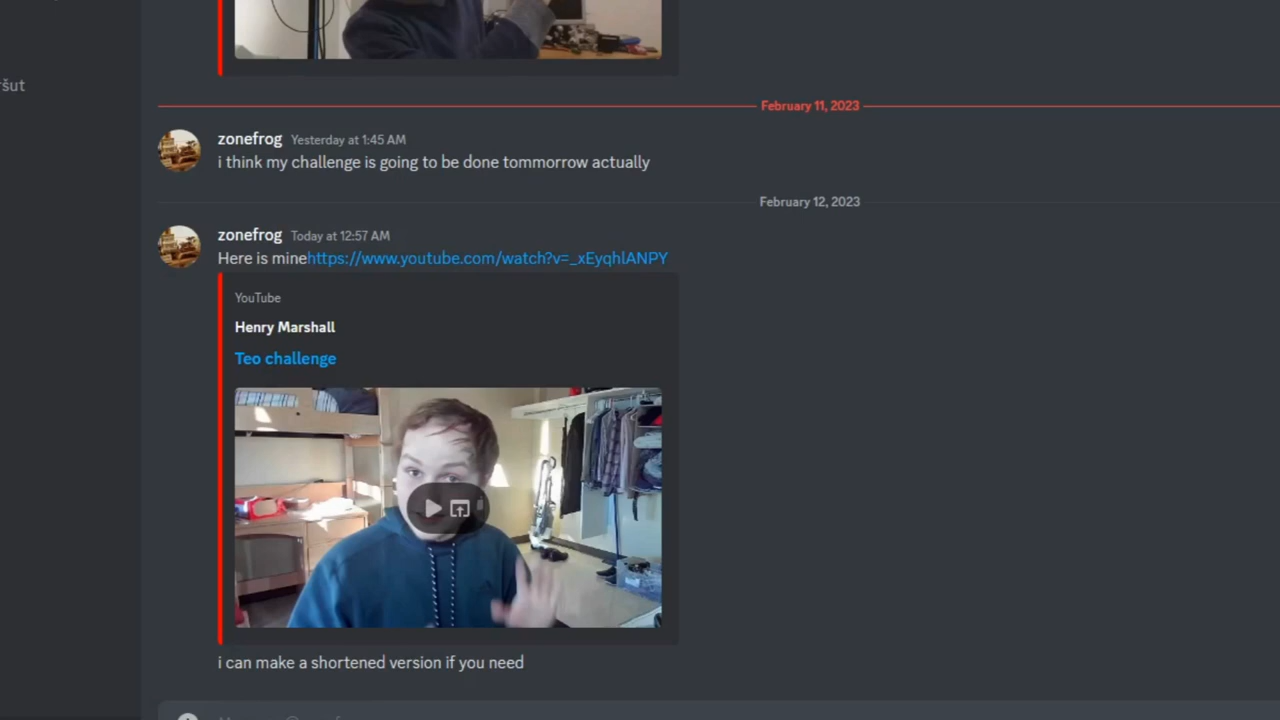 ršut
February 11, 2023
zonefrog Yesterday at 1:45 AM
i think my challenge is going to be done tommorrow actually
February 12, 2023
zonefrog Today at 12:57 AM
Here is minehttps://www.youtube.com/watch?v=_xEyqhlANPY
YouTube
Henry Marshall
Teo challenge
i can make a shortened version if you need